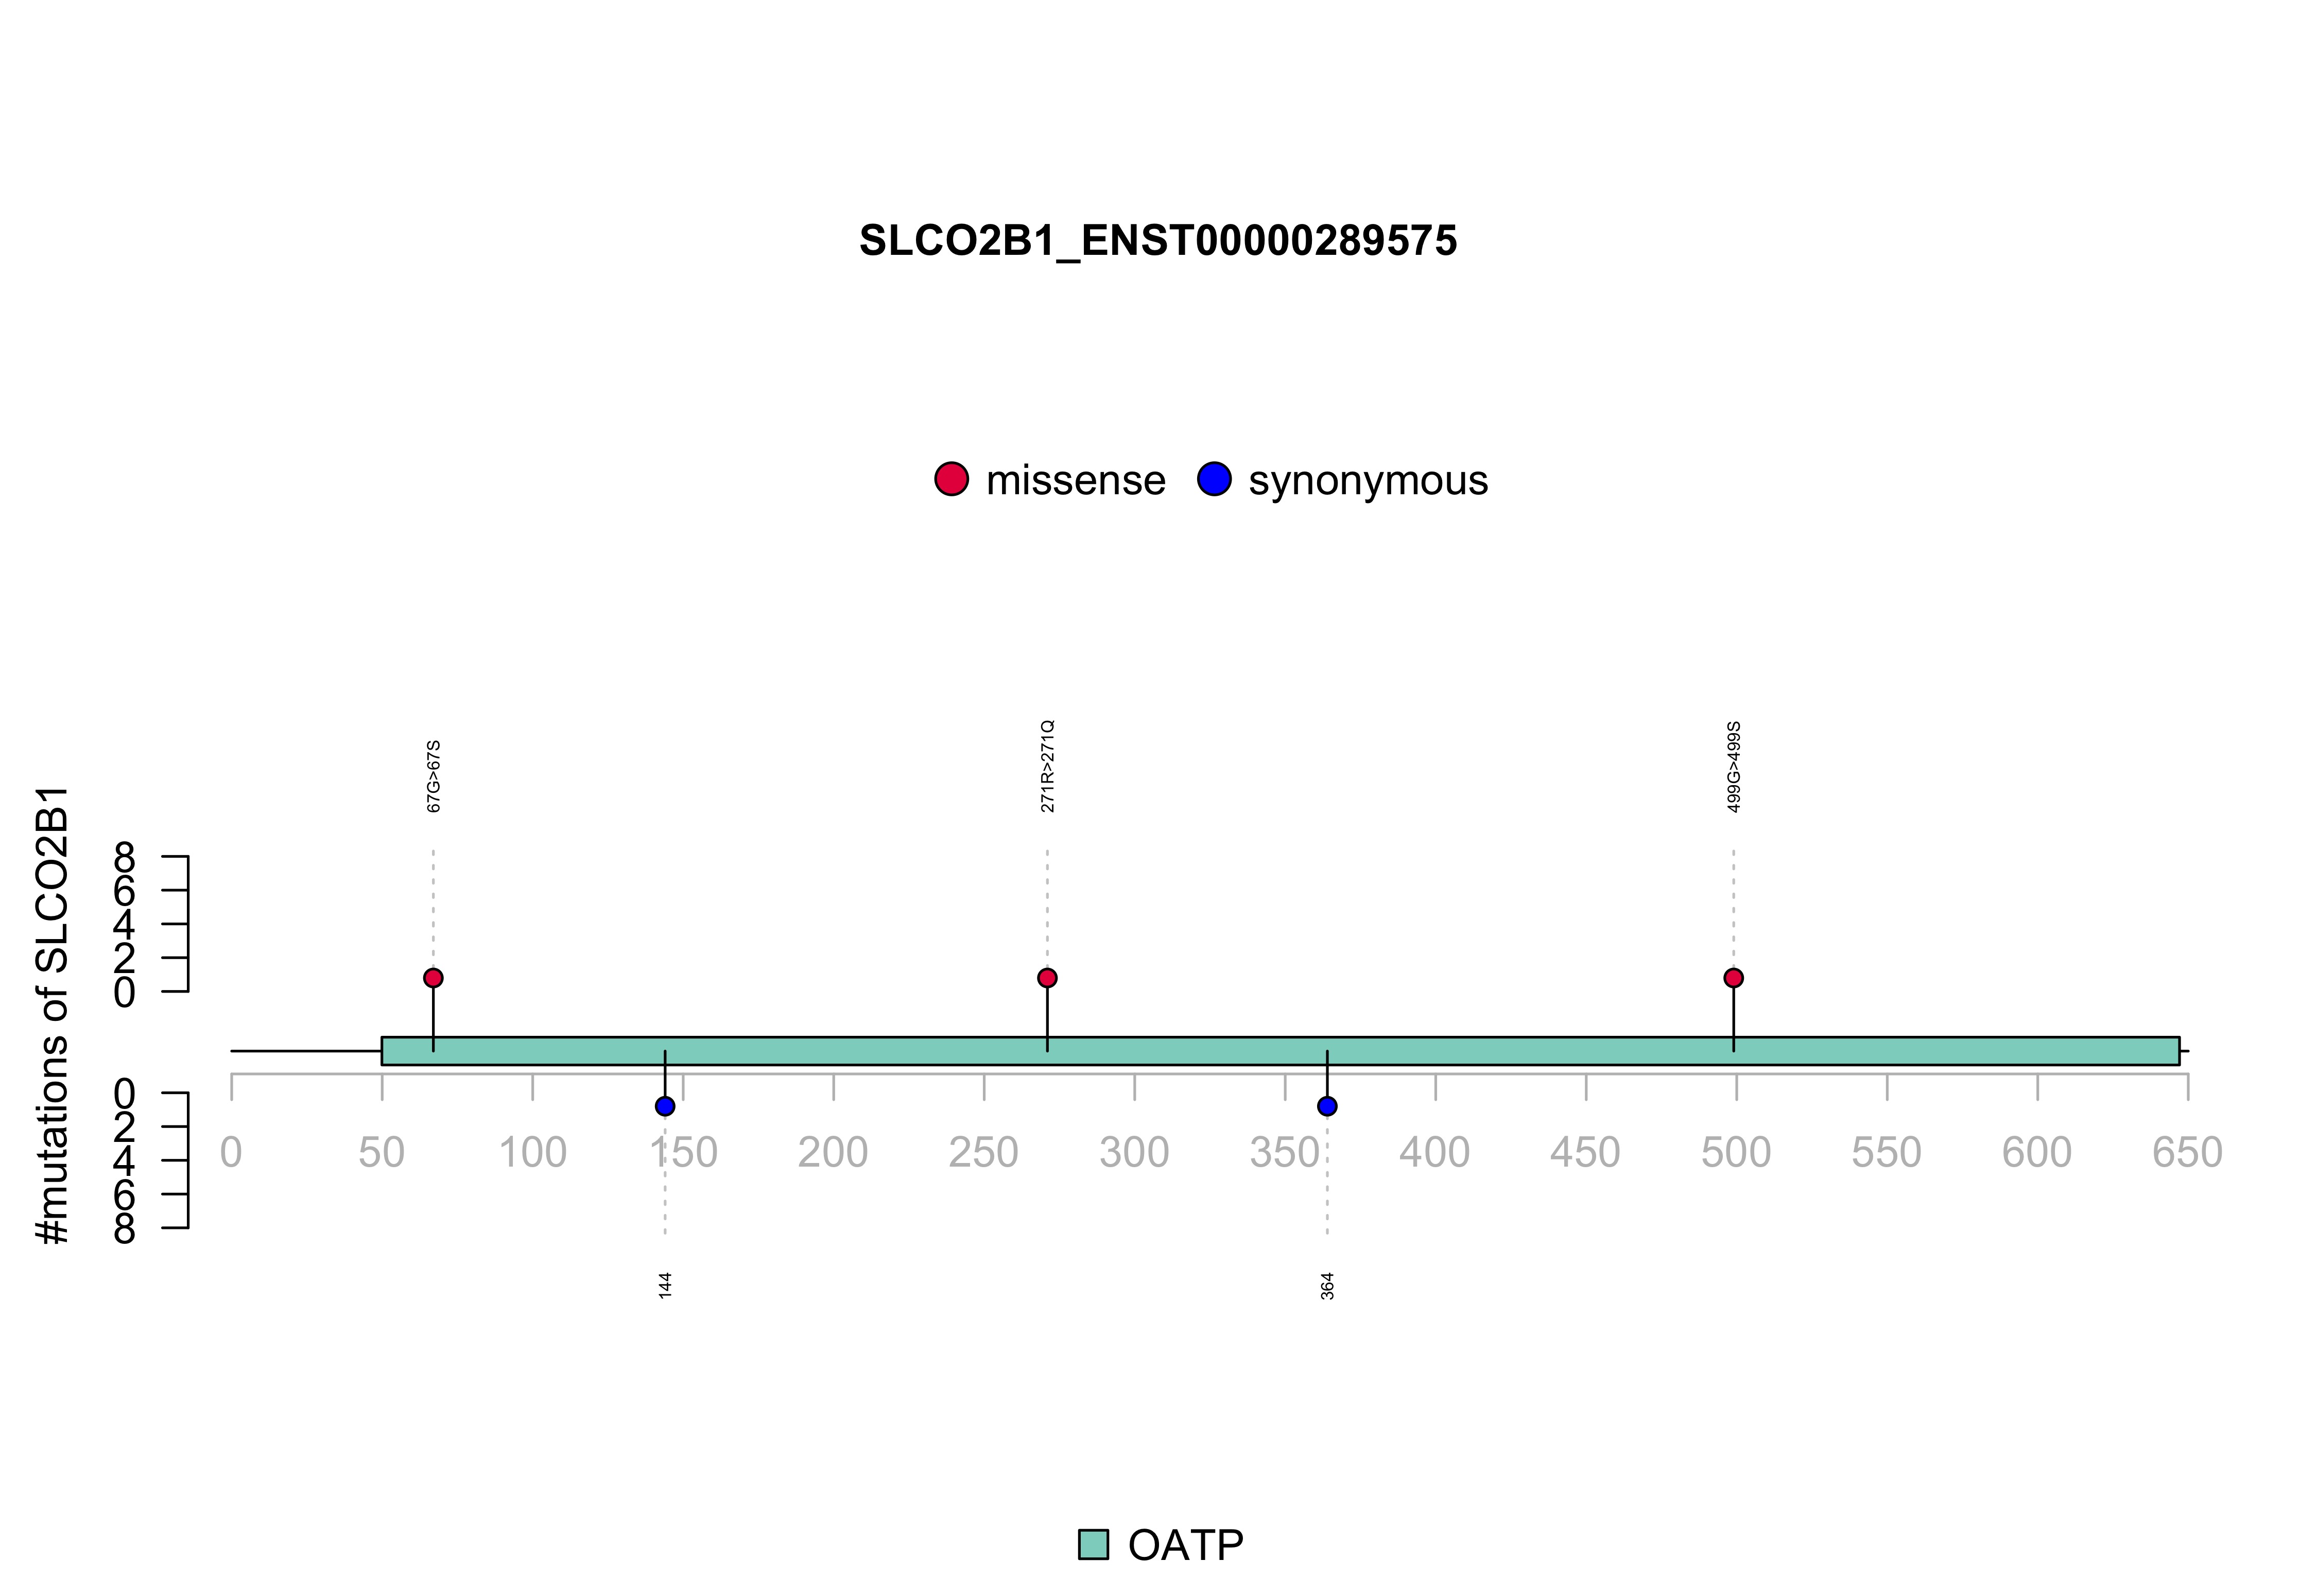 SLCO2B1_ENST00000289575
missense synonymous
67G>67S
271R>271Q
499G>499S
#mutations of SLCO2B1
8
6
4
2
0
0
2
4
6
8
0 50 100 150 200 250 300 350 400 450 500 550 600 650
144
364
OATP